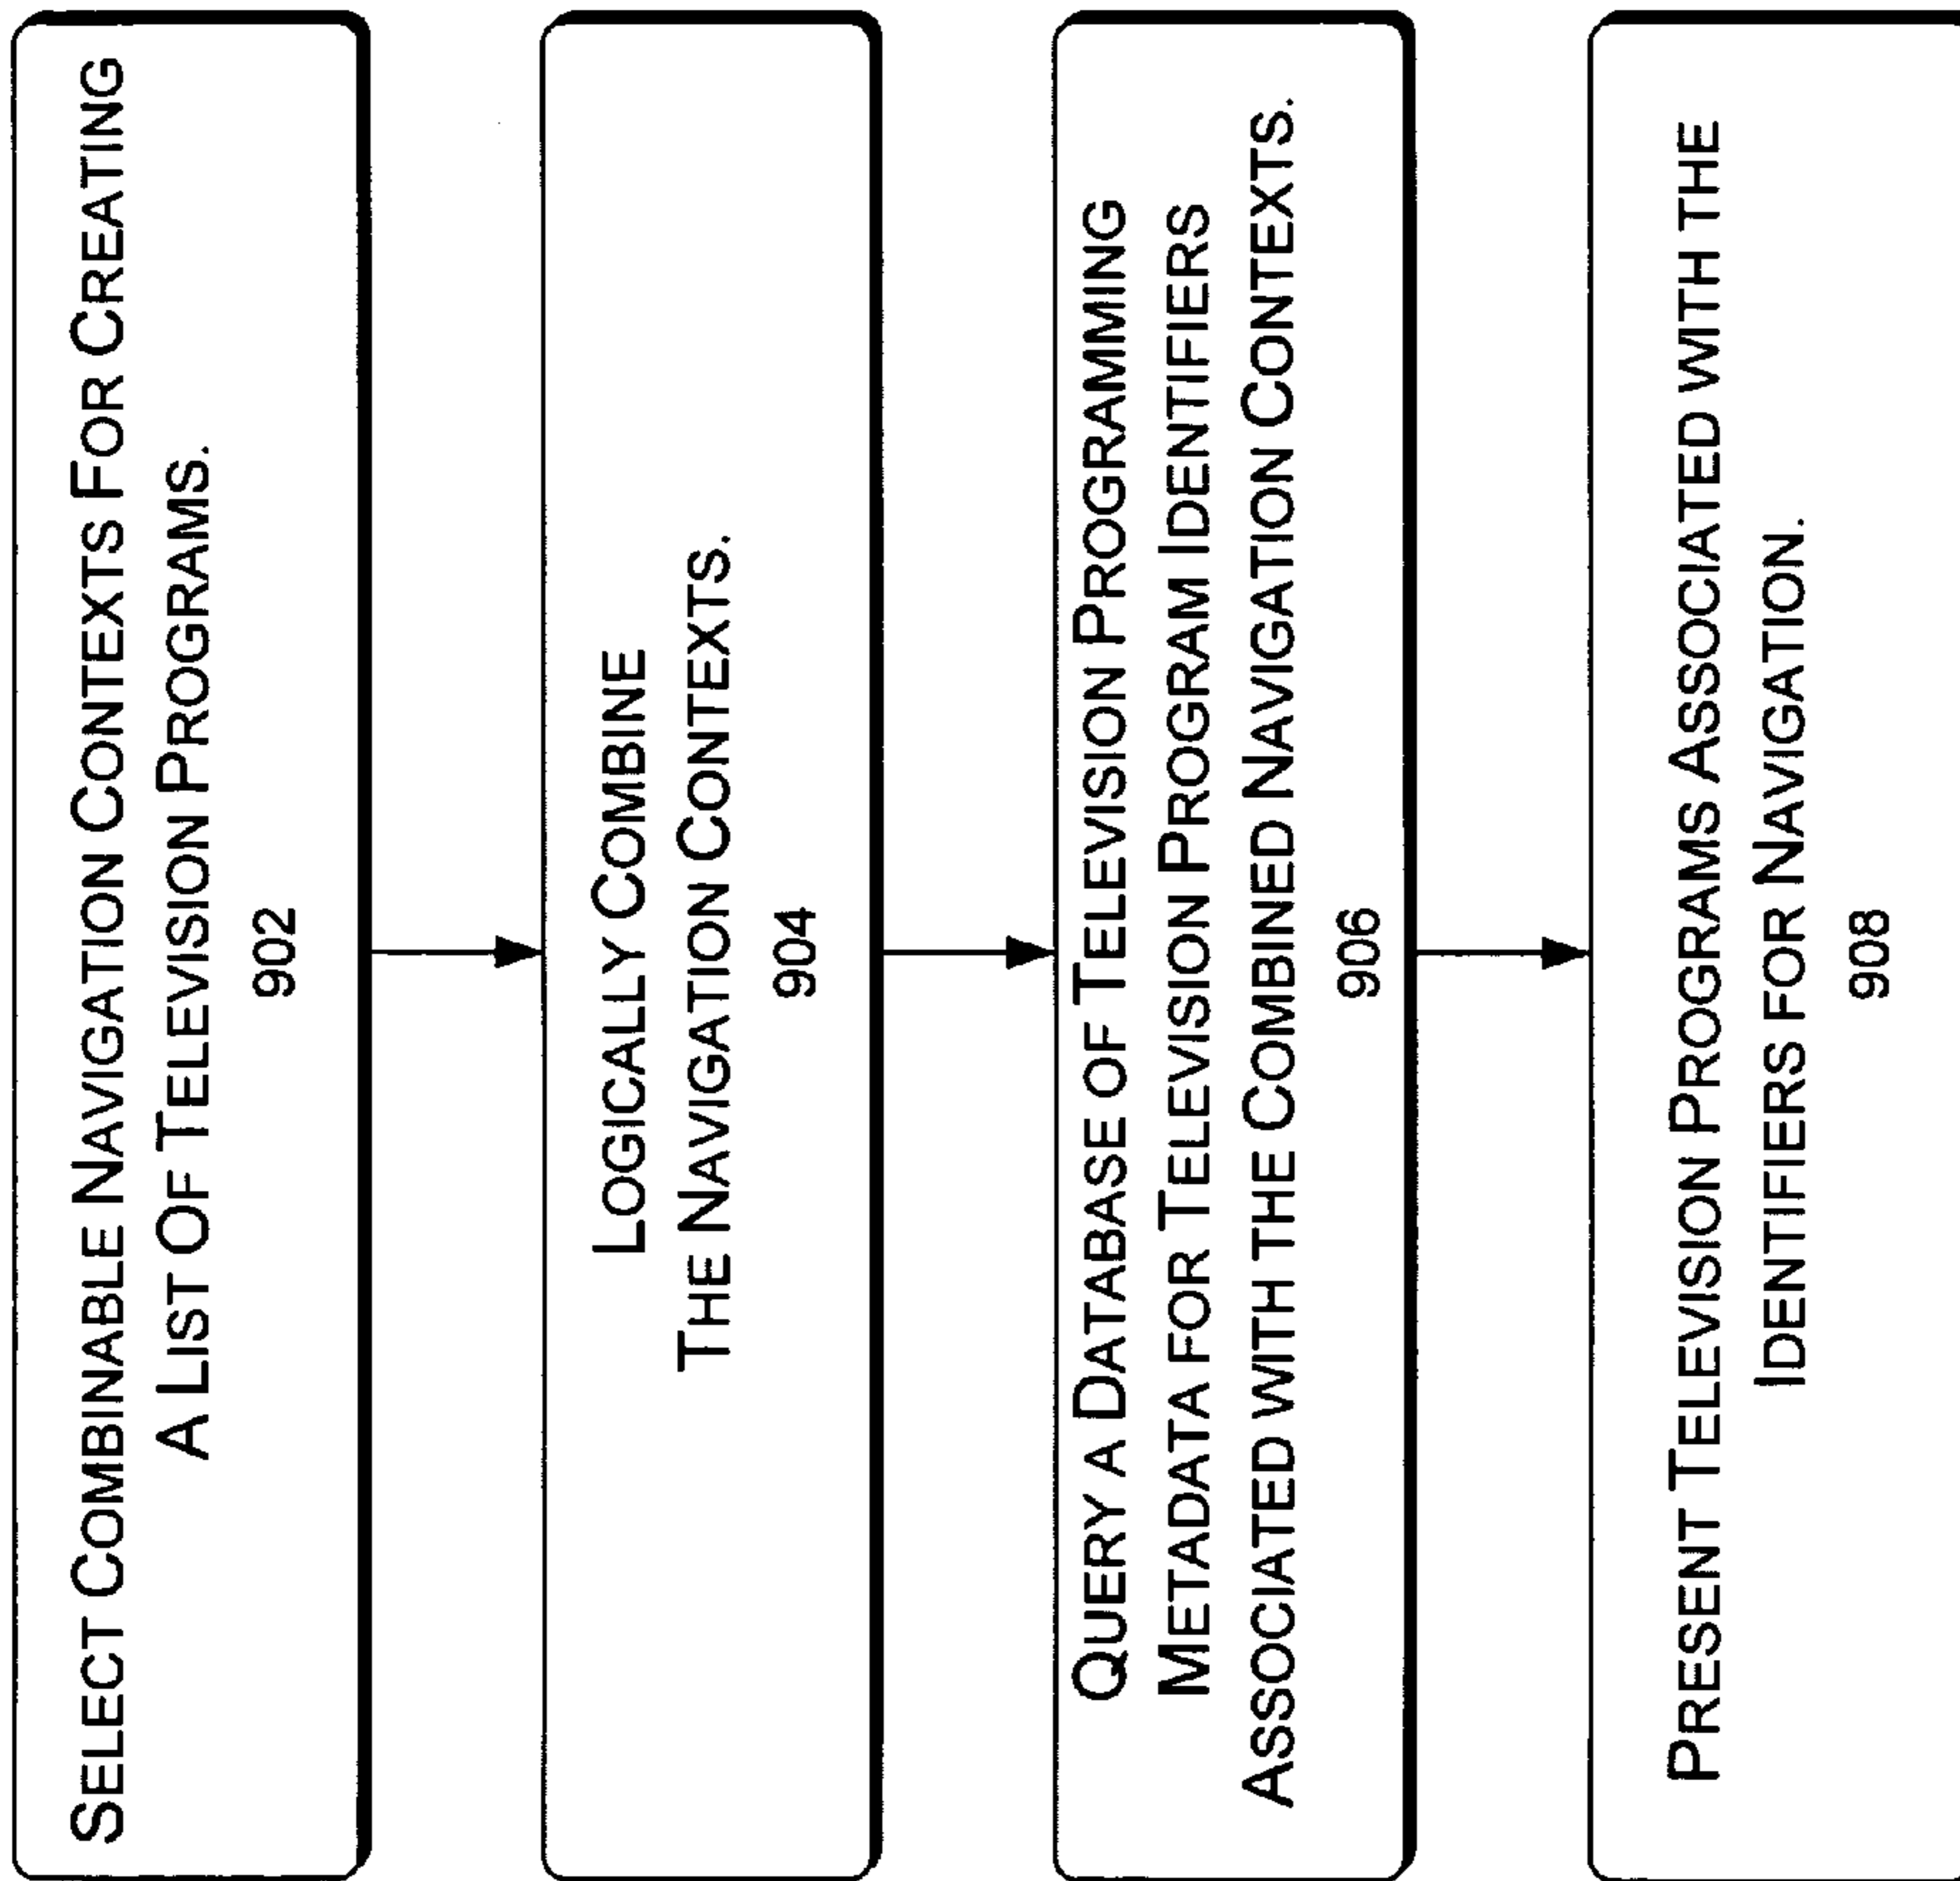 SELECT COMBINABLE NAVIGATION CONTEXTS FOR CREATING
A LIST OF TELEVISION PROGRAMS.
902
LOGICALLY COMBINE
THE NAVIGATION CONTEXTS.
904
QUERY A DATABASE OF TELEVISION PROGRAMMING
METADATA FOR TELEVISION PROGRAM IDENTIFIERS
ASSOCIATED WITH THE COMBINED NAVIGATION CONTEXTS.
906
PRESENT TELEVISION PROGRAMS ASSOCIATED WITH THE
IDENTIFIERS FOR NAVIGATION.
908